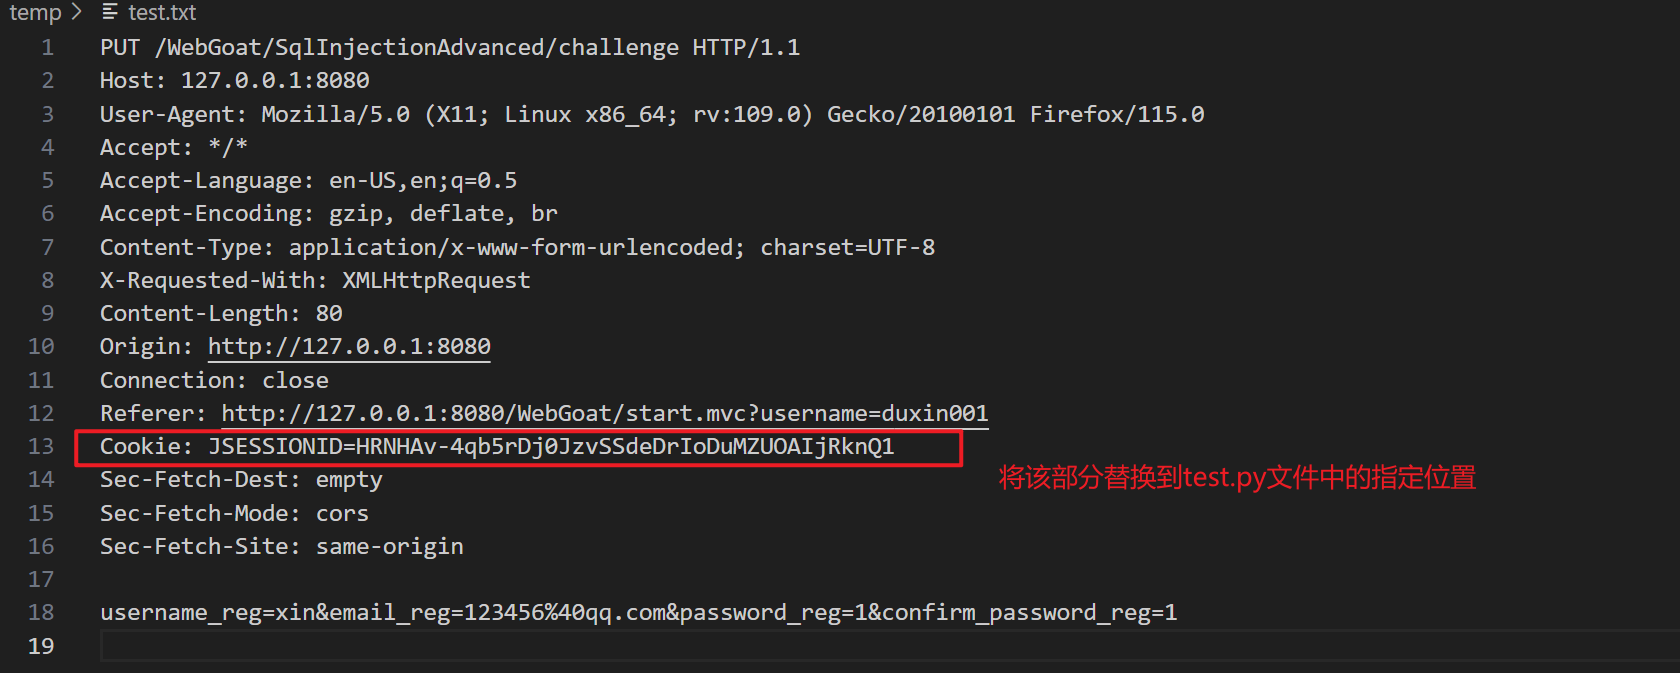 temp > test.txt
1 PUT /WebGoat/SqlInjectionAdvanced/challenge HTTP/1.1
2 Host: 127.0.0.1:8080
3 User-Agent: Mozilla/5.0 (X11; Linux x86_64; rv:109.0) Gecko/20100101 Firefox/115.0
4 Accept: */*
5 Accept-Language: en-US,en;q=0.5
6 Accept-Encoding: gzip, deflate, br
7 Content-Type: application/x-www-form-urlencoded; charset=UTF-8
8 X-Requested-With: XMLHttpRequest
9 Content-Length: 80
10 Origin: http://127.0.0.1:8080
11 Connection: close
12 Referer: http://127.0.0.1:8080/WebGoat/start.mvc?username=duxin001
13 Cookie: JSESSIONID=HRNHAv-4qb5rDj0JzvSSdeDrIoDuMZUOAIjRknQ1
将该部分替换到test.py文件中的指定位置
14 Sec-Fetch-Dest: empty
15 Sec-Fetch-Mode: cors
16 Sec-Fetch-Site: same-origin
17
18 username_reg=xin&email_reg=123456%40qq.com&password_reg=1&confirm_password_reg=1
19